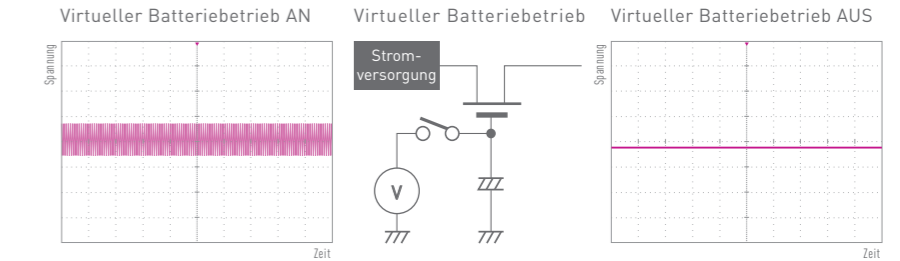 Virtueller Batteriebetrieb AN
Virtueller Batteriebetrieb
Virtueller Batteriebetrieb AUS
Spannung
Zeit
Strom-
versorgung
V
Spannung
Zeit